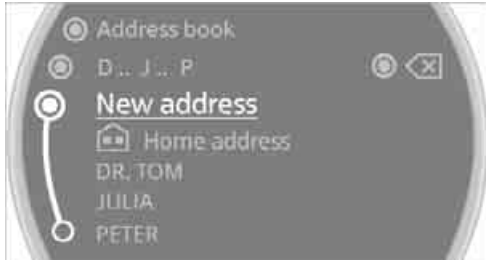 Address book
D .. J .. P
New address
Home address
DR. TOM
JULIA
PETER